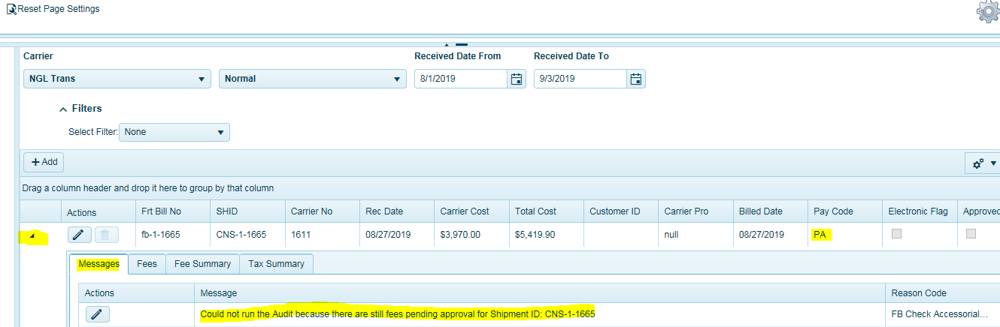 Reset Page Settings
Carrier Received Date From Received Date To
NGL Trans Normal 8/1/2019 9/3/2019
Filters
Select Filter: None
+ Add
Drag a column header and drop it here to group by that column
Actions Frt Bill No SHID Carrier No Rec Date Carrier Cost Total Cost Customer ID Carrier Pro Billed Date Pay Code Electronic Flag Approved
fb-1-1665 CNS-1-1665 1611 08/27/2019 $3,970.00 $5,419.90 null 08/27/2019 PA
Messages Fees Fee Summary Tax Summary
Actions Message Reason Code
Could not run the Audit because there are still fees pending approval for Shipment ID: CNS-1-1665 FB Check Accessorial...